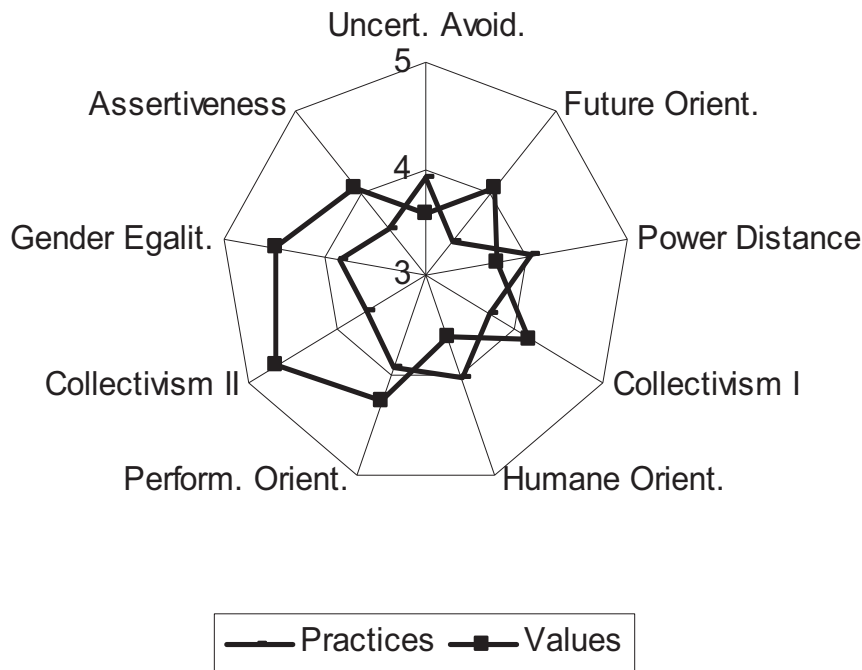 Uncert. Avoid.
5
Assertiveness
Future Orient.
4
Gender Egalit.
Power Distance
3
Collectivism II
Collectivism I
Perform. Orient.
Humane Orient.
Practices
Values